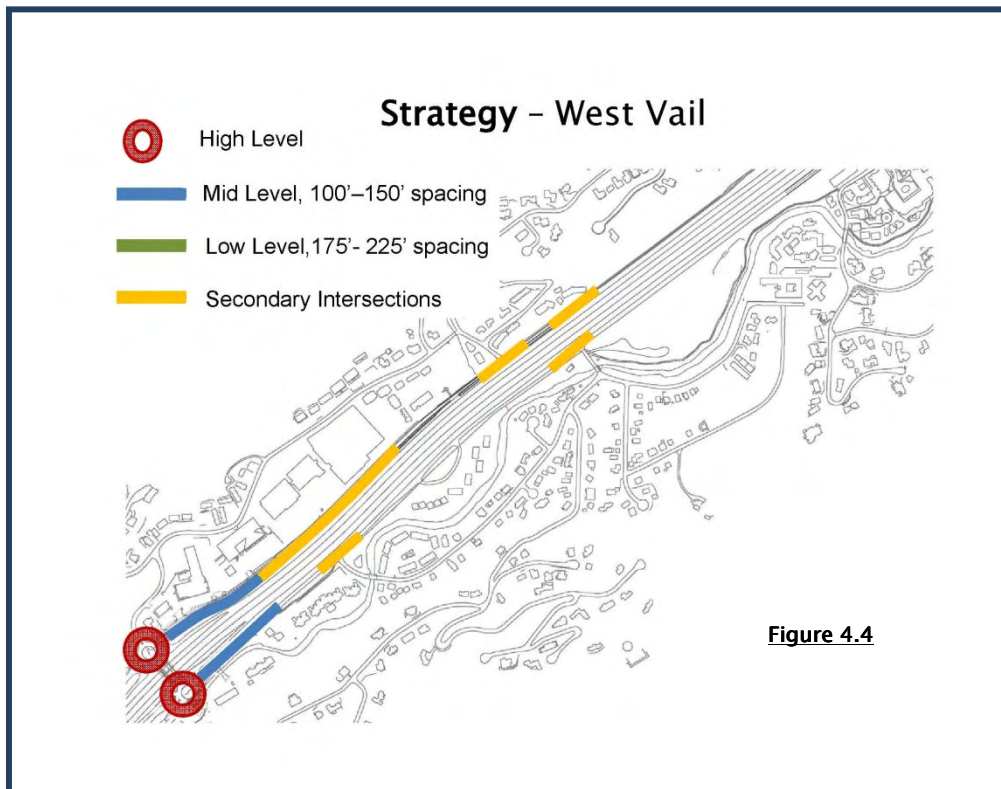 Strategy – West Vail
High Level
Mid Level, 100’–150’ spacing
Low Level,175’- 225’ spacing
Secondary Intersections
Figure 4.4